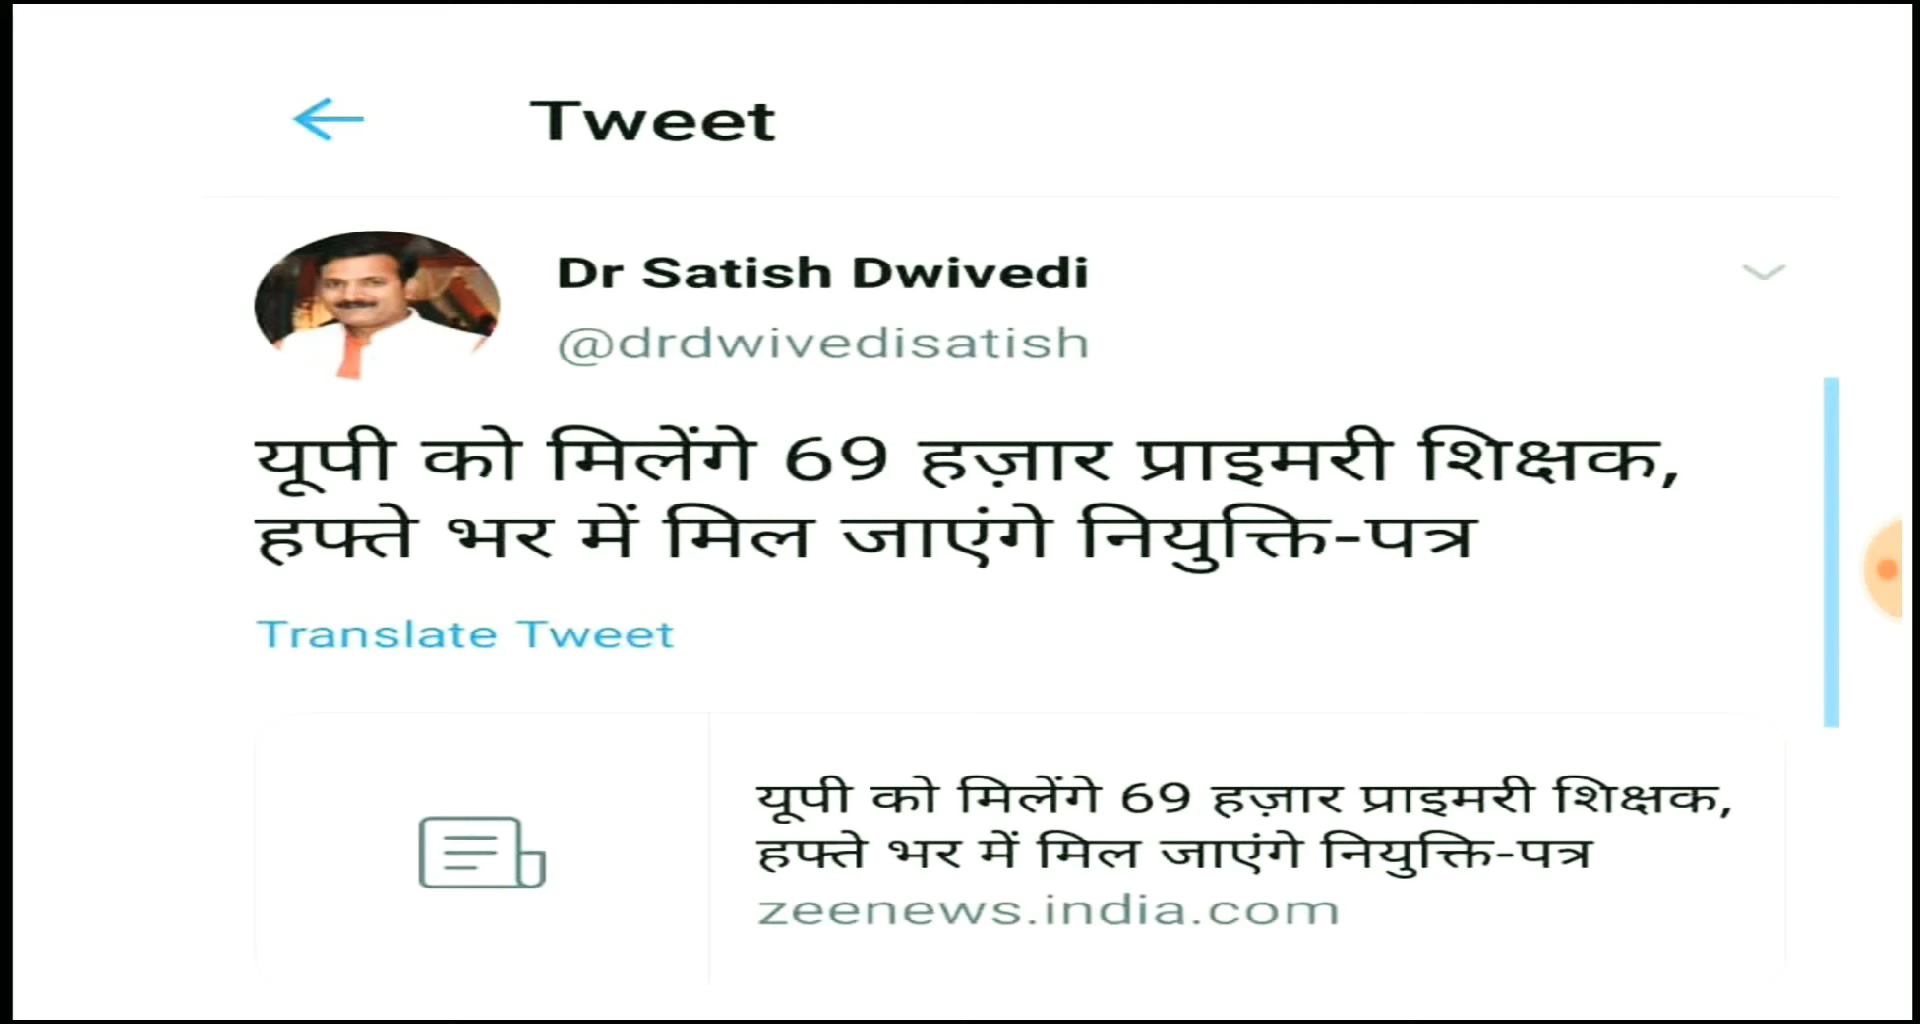 Tweet
Dr Satish Dwivedi
@drdwivedisatish
यूपी को मिलेंगे 69 हज़ार प्राइमरी शिक्षक,
हफ्ते भर में मिल जाएंगे नियुक्ति-पत्र
Translate Tweet
यूपी को मिलेंगे 69 हज़ार प्राइमरी शिक्षक,
हफ्ते भर में मिल जाएंगे नियुक्ति-पत्र
zeenews.india.com